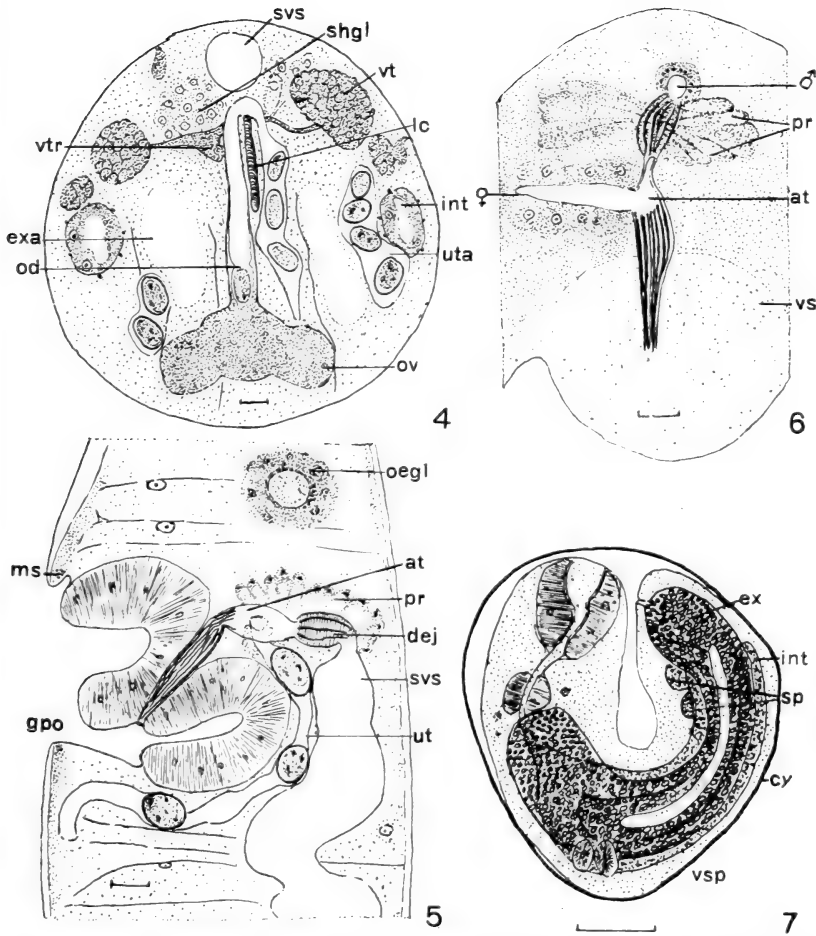 svs
shgl
vt
lc
vtr
int
exa
uta
od
ov
4
♂
pr
at
♀
vs
6
oegl
ms
at
pr
dej
svs
gpo
ut
5
ex
int
sp
cy
vsp
7